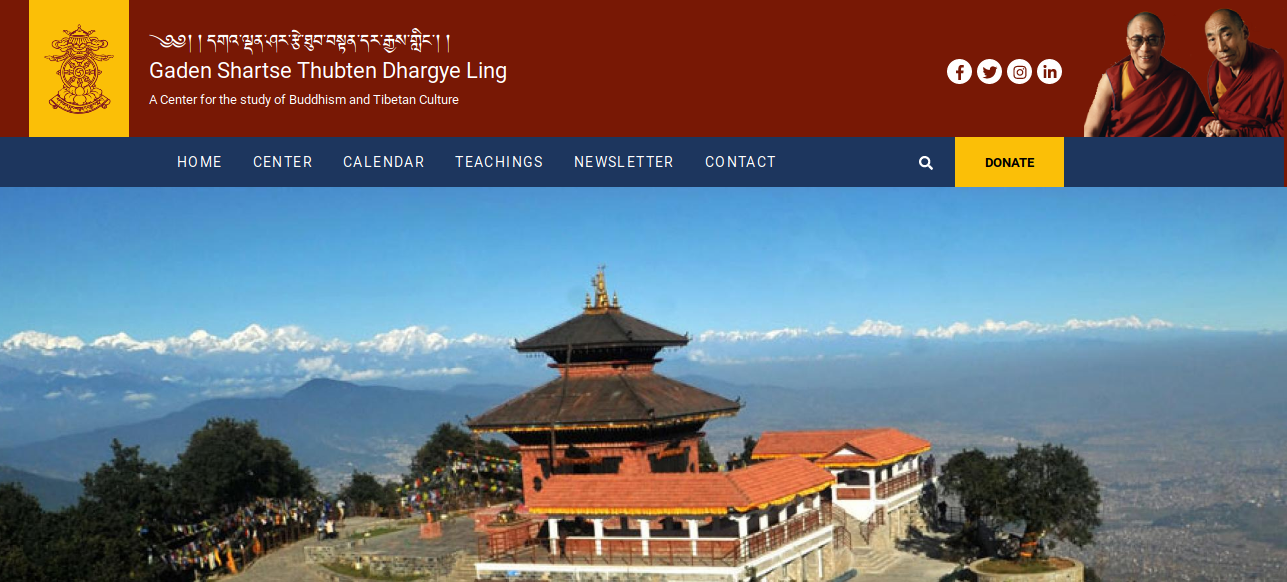 ༄༅། ། དགའ་ལྡན་ཤར་རྩེ་ཐུབ་བསྟན་དར་རྒྱས་གླིང་། །
Gaden Shartse Thubten Dhargye Ling
A Center for the study of Buddhism and Tibetan Culture
HOME CENTER CALENDAR TEACHINGS NEWSLETTER CONTACT DONATE